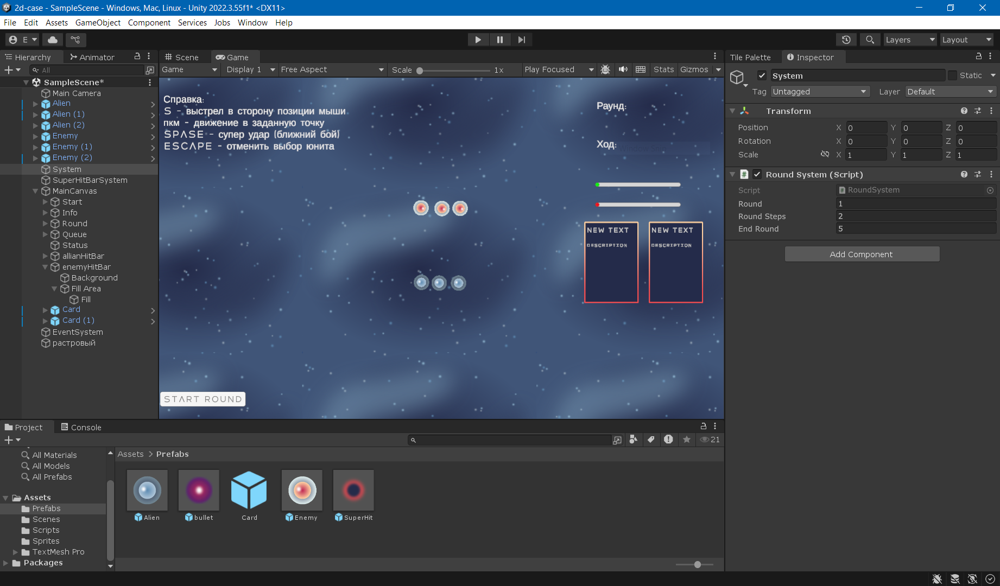 2d-case - SampleScene - Windows, Mac, Linux - Unity 2022.3.55f1* <DX11>
File Edit Assets GameObject Component Services Jobs Window Help
E
Layers
Layout
Hierarchy
Animator
All
SampleScene*
Main Camera
Alien
Alien (1)
Alien (2)
Enemy
Enemy (1)
Enemy (2)
System
SuperHitBarSystem
MainCanvas
Start
Info
Round
Queue
Status
allianHitBar
enemyHitBar
Background
Fill Area
Fill
Card
Card (1)
EventSystem
растровый
Scene
Game
Game
Display 1
Free Aspect
Scale
1x
Play Focused
Stats
Gizmos
Справка:
S - выстрел в сторону позиции мыши
пкм - движение в заданную точку
SPASE - супер удар (ближний бой)
ESCAPE - отменить выбор юнита
Раунд:
Ход:
NEW TEXT
DESCRIPTION
NEW TEXT
DESCRIPTION
START ROUND
Tile Palette
Inspector
System
Static
Tag
Untagged
Layer
Default
Transform
Position
X 0 Y 0 Z 0
Rotation
X 0 Y 0 Z 0
Scale
X 1 Y 1 Z 1
Round System (Script)
Script
RoundSystem
Round
1
Round Steps
2
End Round
5
Add Component
Project
Console
21
All Materials
All Models
All Prefabs
Assets
Prefabs
Scenes
Scripts
Sprites
TextMesh Pro
Packages
Assets > Prefabs
Alien
bullet
Card
Enemy
SuperHit